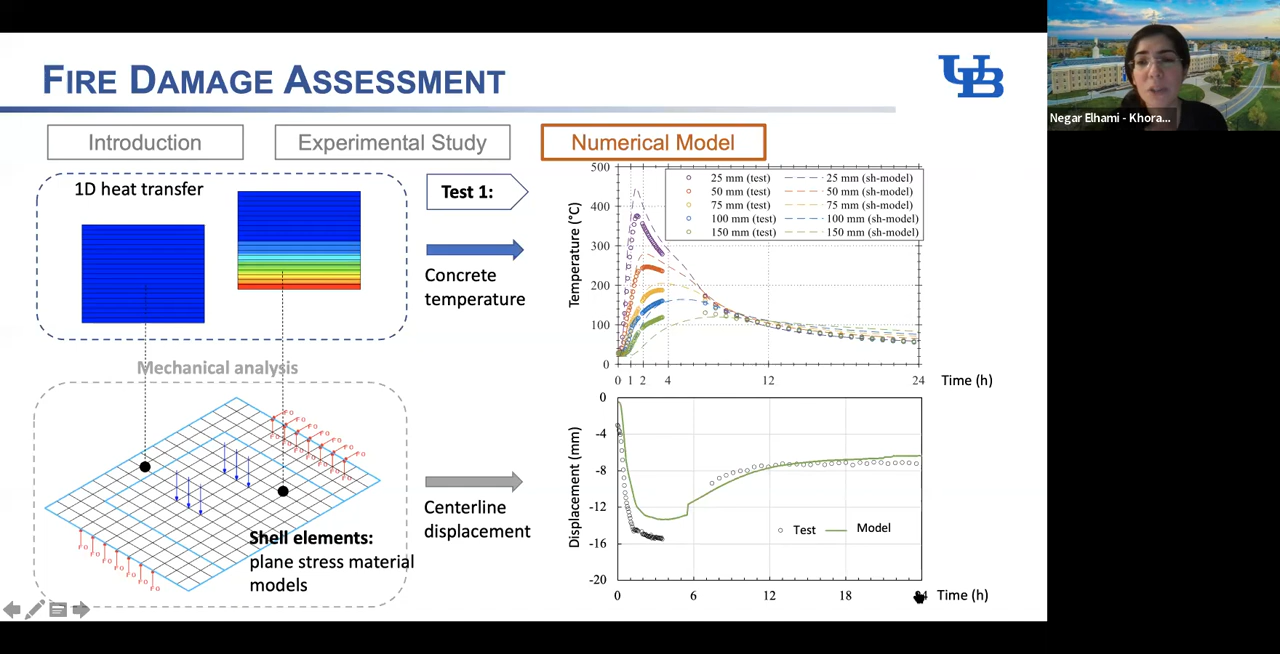 FIRE DAMAGE ASSESSMENT
UB
Negar Elhami - Khora...
Introduction
Experimental Study
Numerical Model
1D heat transfer
Test 1:
Concrete
temperature
Mechanical analysis
Shell elements:
plane stress material
models
Centerline
displacement
Temperature (°C)
500
400
300
200
100
0
25 mm (test)
25 mm (sh-model)
50 mm (test)
50 mm (sh-model)
75 mm (test)
75 mm (sh-model)
100 mm (test)
100 mm (sh-model)
150 mm (test)
150 mm (sh-model)
0 1 2 4 12 24
Time (h)
Displacement (mm)
0
-4
-8
-12
-16
-20
Test
Model
0 6 12 18
Time (h)